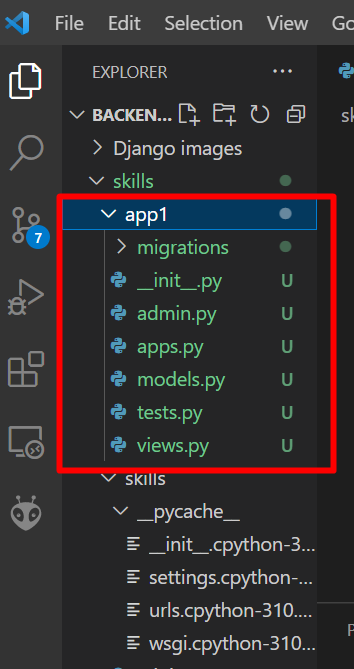 File Edit Selection View Go
EXPLORER ...
BACKEN...
Django images
skills
app1
migrations
__init__.py U
admin.py U
apps.py U
7
models.py U
tests.py U
views.py U
skills
__pycache__
__init__.cpython-3...
settings.cpython-...
urls.cpython-310....
wsgi.cpython-310...